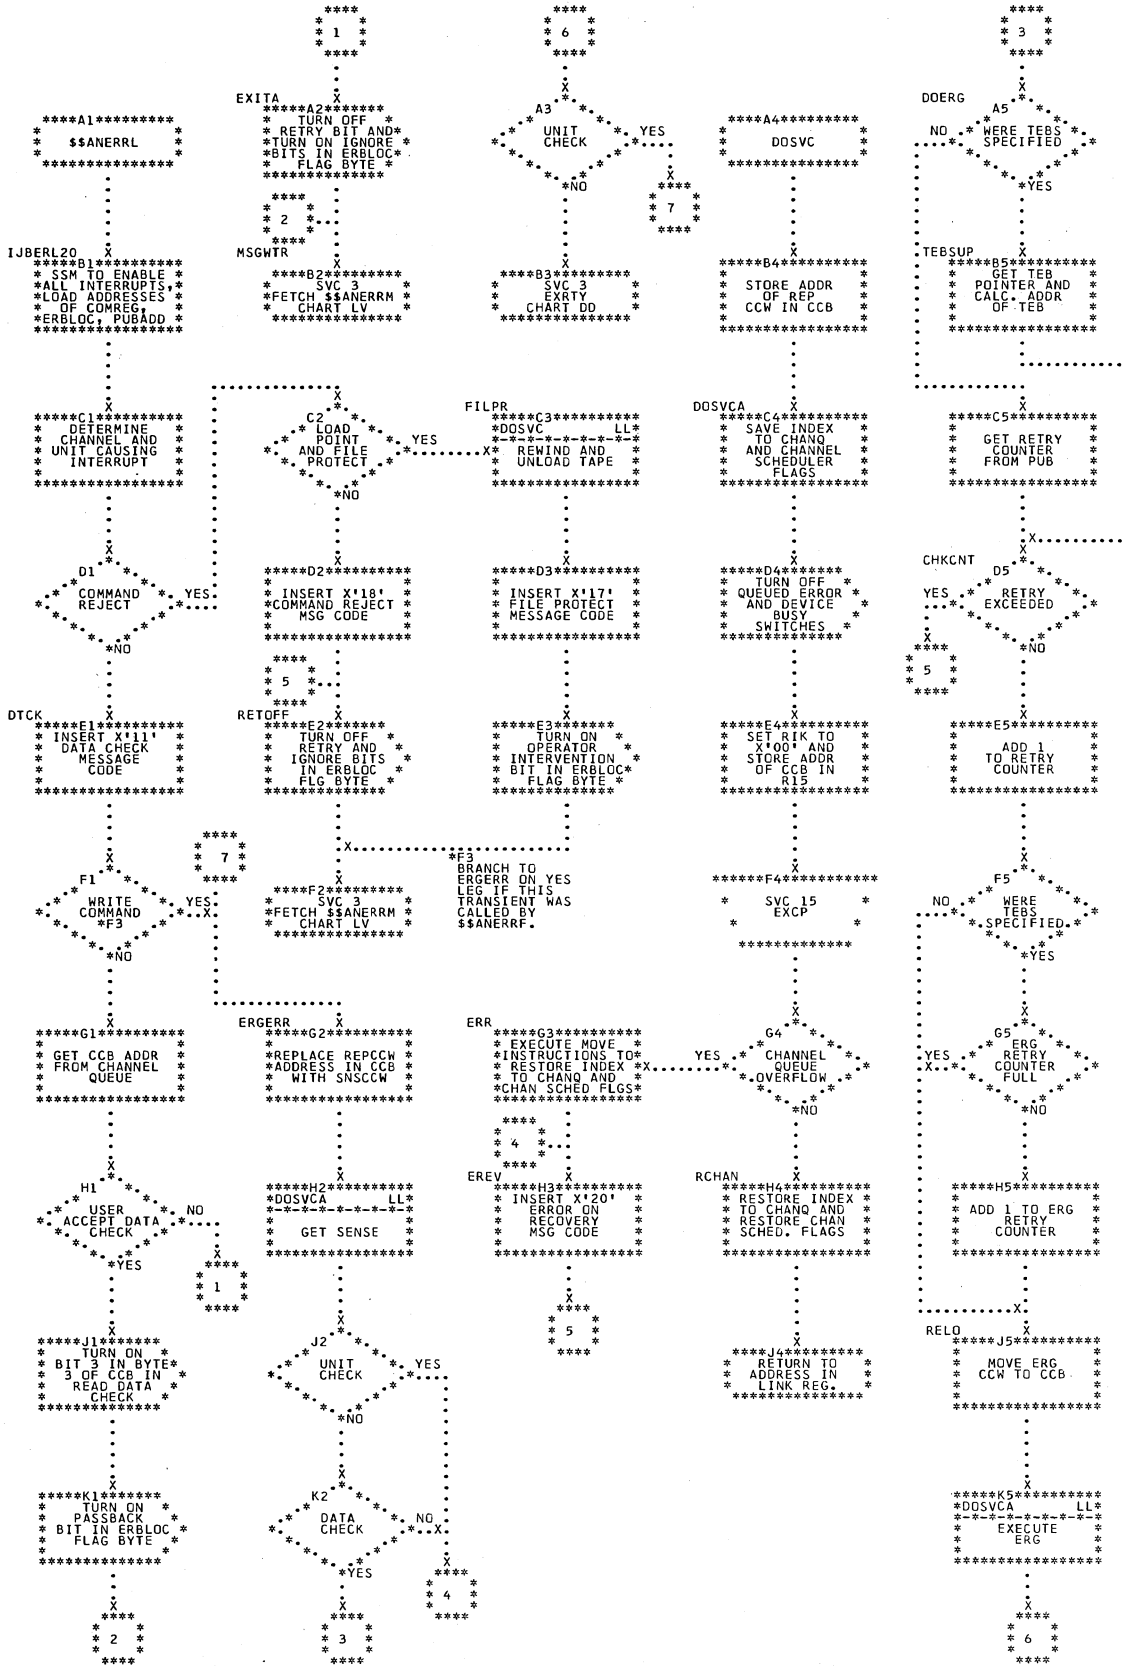 1
6
3
EXITA
A2
TURN OFF
RETRY BIT AND
TURN ON IGNORE
BITS IN ERBLOC
FLAG BYTE
A3
UNIT
CHECK
YES
NO
DOERG
A5
WERE TEBS
SPECIFIED
NO
YES
A1
$$ANERRL
A4
DOSVC
2
7
IJBERL20
B1
SSM TO ENABLE
ALL INTERRUPTS,
LOAD ADDRESSES
OF COMREG,
ERBLOC, PUBADD
MSGWTR
B2
SVC 3
FETCH $$ANERRM
CHART LV
B3
SVC 3
EXRTY
CHART DD
B4
STORE ADDR
OF REP
CCW IN CCB
TEBSUP
B5
GET TEB
POINTER AND
CALC. ADDR
OF TEB
C1
DETERMINE
CHANNEL AND
UNIT CAUSING
INTERRUPT
C2
LOAD
POINT
AND FILE
PROTECT
YES
NO
FILPR
C3
DOSVC LL
REWIND AND
UNLOAD TAPE
DOSVCA
C4
SAVE INDEX
TO CHANQ
AND CHANNEL
SCHEDULER
FLAGS
C5
GET RETRY
COUNTER
FROM PUB
D1
COMMAND
REJECT
YES
NO
D2
INSERT X'18'
COMMAND REJECT
MSG CODE
D3
INSERT X'17'
FILE PROTECT
MESSAGE CODE
D4
TURN OFF
QUEUED ERROR
AND DEVICE
BUSY
SWITCHES
CHKCNT
D5
RETRY
EXCEEDED
YES
NO
5
5
DTCK
E1
INSERT X'11'
DATA CHECK
MESSAGE
CODE
RETOFF
E2
TURN OFF
RETRY AND
IGNORE BITS
IN ERBLOC
FLG BYTE
E3
TURN ON
OPERATOR
INTERVENTION
BIT IN ERBLOC
FLAG BYTE
E4
SET RIK TO
X'00' AND
STORE ADDR
OF CCB IN
R15
E5
ADD 1
TO RETRY
COUNTER
7
F1
WRITE
COMMAND
*F3
YES
NO
F2
SVC 3
FETCH $$ANERRM
CHART LV
*F3
BRANCH TO
ERGERR ON YES
LEG IF THIS
TRANSIENT WAS
CALLED BY
$$ANERRF.
F4
SVC 15
EXCP
F5
WERE
TEBS
SPECIFIED.
NO
YES
G1
GET CCB ADDR
FROM CHANNEL
QUEUE
ERGERR
G2
REPLACE REPCCW
ADDRESS IN CCB
WITH SNSCCW
ERR
G3
EXECUTE MOVE
INSTRUCTIONS TO
RESTORE INDEX
TO CHANQ AND
CHAN SCHED FLGS
G4
CHANNEL
QUEUE
OVERFLOW
YES
NO
G5
ERG
RETRY
COUNTER
FULL
YES
NO
4
H1
USER
ACCEPT DATA
CHECK
NO
YES
H2
DOSVCA LL
GET SENSE
EREV
H3
INSERT X'20'
ERROR ON
RECOVERY
MSG CODE
RCHAN
H4
RESTORE INDEX
TO CHANQ AND
RESTORE CHAN
SCHED. FLAGS
H5
ADD 1 TO ERG
RETRY
COUNTER
1
5
J1
TURN ON
BIT 3 IN BYTE
3 OF CCB IN
READ DATA
CHECK
J2
UNIT
CHECK
YES
NO
J4
RETURN TO
ADDRESS IN
LINK REG.
RELO
J5
MOVE ERG
CCW TO CCB
K1
TURN ON
PASSBACK
BIT IN ERBLOC
FLAG BYTE
K2
DATA
CHECK
NO
YES
K5
DOSVCA LL
EXECUTE
ERG
4
2
3
6